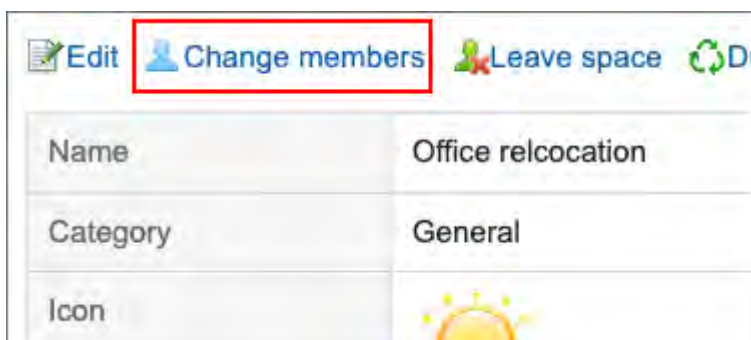 Edit Change members Leave space
Name Office relcocation
Category General
Icon